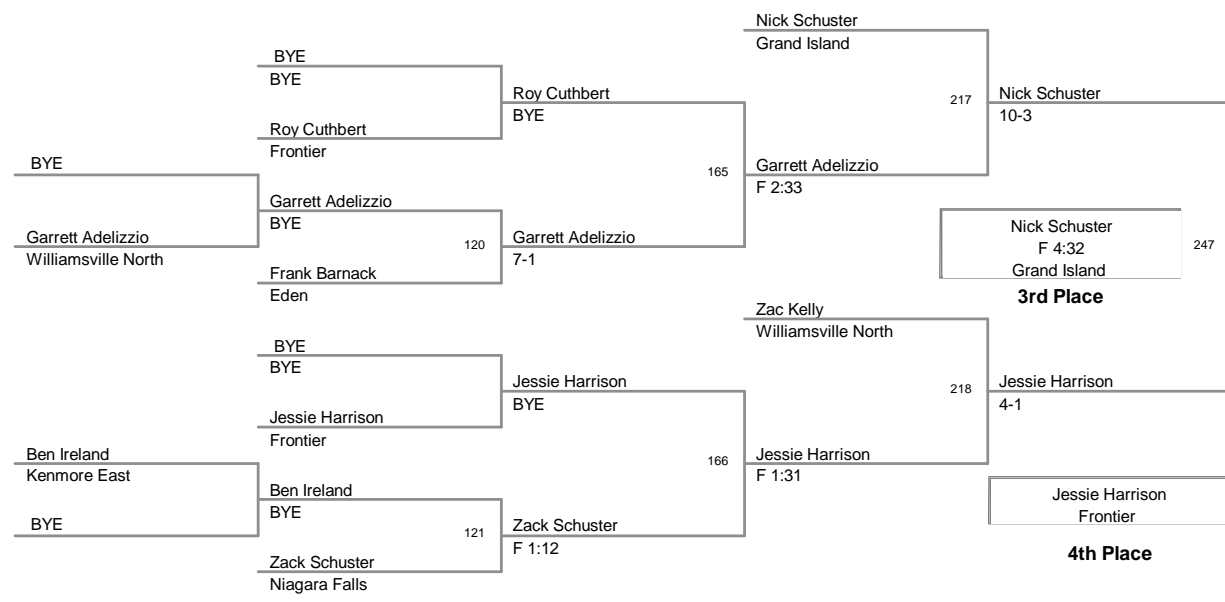 Nick Schuster
Grand Island
BYE
BYE
Roy Cuthbert
BYE
217
Nick Schuster
10-3
Roy Cuthbert
Frontier
BYE
165
Garrett Adelizzio
F 2:33
Garrett Adelizzio
BYE
Garrett Adelizzio
Williamsville North
120
Garrett Adelizzio
7-1
Nick Schuster
F 4:32
Grand Island
247
3rd Place
Frank Barnack
Eden
Zac Kelly
Williamsville North
BYE
BYE
Jessie Harrison
BYE
218
Jessie Harrison
4-1
Jessie Harrison
Frontier
Ben Ireland
Kenmore East
166
Jessie Harrison
F 1:31
Ben Ireland
BYE
BYE
121
Zack Schuster
F 1:12
Jessie Harrison
Frontier
4th Place
Zack Schuster
Niagara Falls